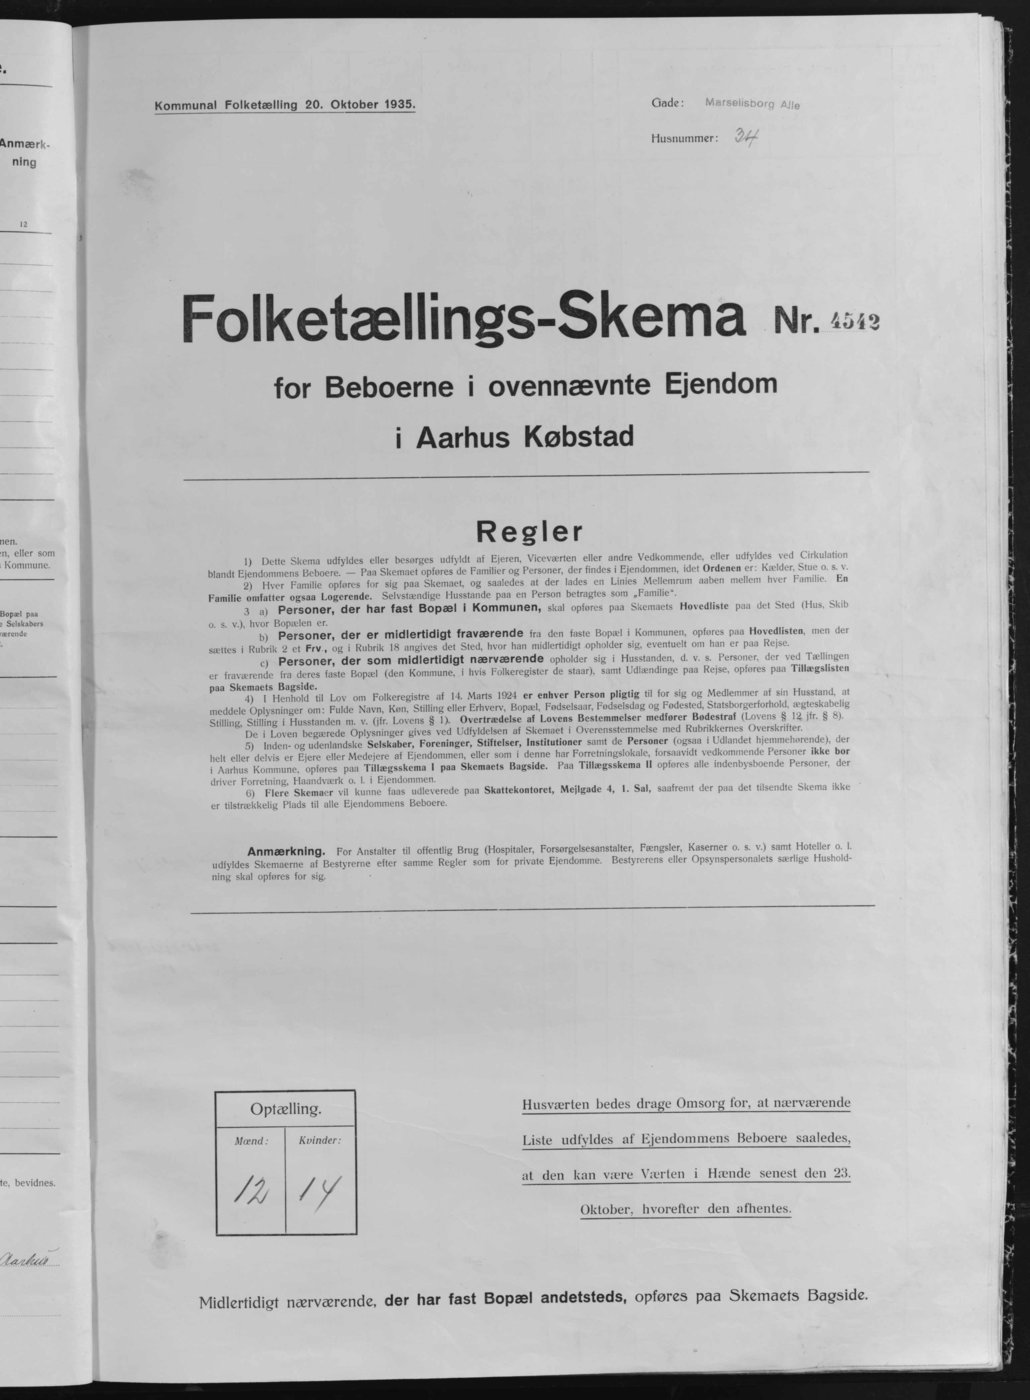 e.
Anmærk-
ning
12
nen.
en, eller som
Kommune.
Bopæl paa
e Selskabers
værende
te, bevidnes.
Aarhus
Kommunal Folketælling 20. Oktober 1935.
Gade: Marselisborg Alle
Husnummer: 34
Folketællings-Skema Nr. 4542
for Beboerne i ovennævnte Ejendom
i Aarhus Købstad
Regler
1) Dette Skema udfyldes eller besørges udfyldt af Ejeren, Viceværten eller andre Vedkommende, eller udfyldes ved Cirkulation
blandt Ejendommens Beboere. — Paa Skemaet opføres de Familier og Personer, der findes i Ejendommen, idet Ordenen er: Kælder, Stue o. s. v.
2) Hver Familie opføres for sig paa Skemaet, og saaledes at der lades en Linies Mellemrum aaben mellem hver Familie. En
Familie omfatter ogsaa Logerende. Selvstændige Husstande paa en Person betragtes som „Familie“.
3 a) Personer, der har fast Bopæl i Kommunen, skal opføres paa Skemaets Hovedliste paa det Sted (Hus, Skib
o. s. v.), hvor Bopælen er.
b) Personer, der er midlertidigt fraværende fra den faste Bopæl i Kommunen, opføres paa Hovedlisten, men der
sættes i Rubrik 2 et Frv., og i Rubrik 18 angives det Sted, hvor han midlertidigt opholder sig, eventuelt om han er paa Rejse.
c) Personer, der som midlertidigt nærværende opholder sig i Husstanden, d. v. s. Personer, der ved Tællingen
er fraværende fra deres faste Bopæl (den Kommune, i hvis Folkeregister de staar), samt Udlændinge paa Rejse, opføres paa Tillægslisten
paa Skemaets Bagside.
4) I Henhold til Lov om Folkeregistre af 14. Marts 1924 er enhver Person pligtig til for sig og Medlemmer af sin Husstand, at
meddele Oplysninger om: Fulde Navn, Køn, Stilling eller Erhverv, Bopæl, Fødselsaar, Fødselsdag og Fødested, Statsborgerforhold, ægteskabelig
Stilling, Stilling i Husstanden m. v. (jfr. Lovens § 1). Overtrædelse af Lovens Bestemmelser medfører Bødestraf (Lovens § 12 jfr. § 8).
De i Loven begærede Oplysninger gives ved Udfyldelsen af Skemaet i Overensstemmelse med Rubrikkernes Overskrifter.
5) Inden- og udenlandske Selskaber, Foreninger, Stiftelser, Institutioner samt de Personer (ogsaa i Udlandet hjemmehørende), der
helt eller delvis er Ejere eller Medejere af Ejendommen, eller som i denne har Forretningslokale, forsaavidt vedkommende Personer ikke bor
i Aarhus Kommune, opføres paa Tillægsskema I paa Skemaets Bagside. Paa Tillægsskema II opføres alle indenbysboende Personer, der
driver Forretning, Haandværk o. l. i Ejendommen.
6) Flere Skemaer vil kunne faas udleverede paa Skattekontoret, Mejlgade 4, 1. Sal, saafremt der paa det tilsendte Skema ikke
er tilstrækkelig Plads til alle Ejendommens Beboere.
Anmærkning. For Anstalter til offentlig Brug (Hospitaler, Forsørgelsesanstalter, Fængsler, Kaserner o. s. v.) samt Hoteller o. l.
udfyldes Skemaerne af Bestyrerne efter samme Regler som for private Ejendomme. Bestyrerens eller Opsynspersonalets særlige Hushold-
ning skal opføres for sig.
Optælling.
Mænd: Kvinder:
12 14
Husværten bedes drage Omsorg for, at nærværende
Liste udfyldes af Ejendommens Beboere saaledes,
at den kan være Værten i Hænde senest den 23.
Oktober, hvorefter den afhentes.
Midlertidigt nærværende, der har fast Bopæl andetsteds, opføres paa Skemaets Bagside.